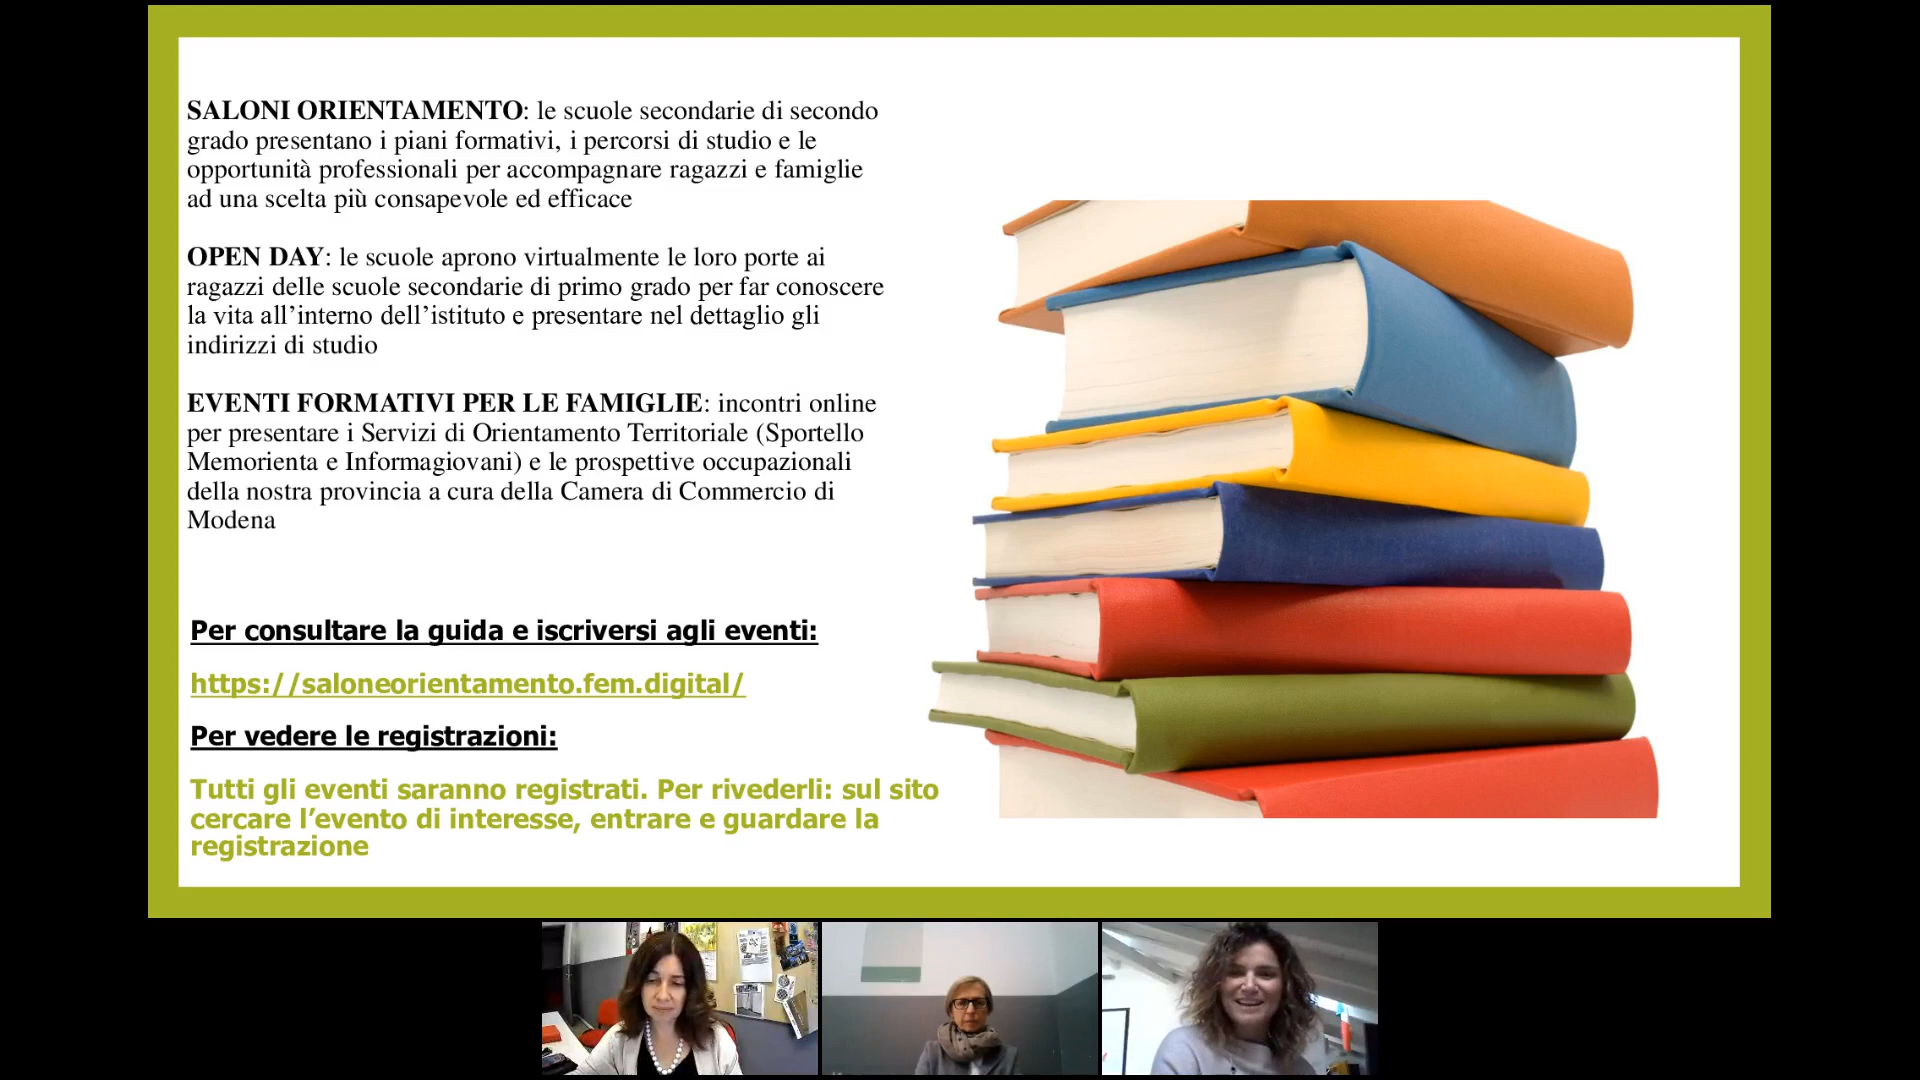 SALONI ORIENTAMENTO: le scuole secondarie di secondo
grado presentano i piani formativi, i percorsi di studio e le
opportunità professionali per accompagnare ragazzi e famiglie
ad una scelta più consapevole ed efficace
OPEN DAY: le scuole aprono virtualmente le loro porte ai
ragazzi delle scuole secondarie di primo grado per far conoscere
la vita all’interno dell’istituto e presentare nel dettaglio gli
indirizzi di studio
EVENTI FORMATIVI PER LE FAMIGLIE: incontri online
per presentare i Servizi di Orientamento Territoriale (Sportello
Memorienta e Informagiovani) e le prospettive occupazionali
della nostra provincia a cura della Camera di Commercio di
Modena
Per consultare la guida e iscriversi agli eventi:
https://saloneorientamento.fem.digital/
Per vedere le registrazioni:
Tutti gli eventi saranno registrati. Per rivederli: sul sito
cercare l’evento di interesse, entrare e guardare la
registrazione